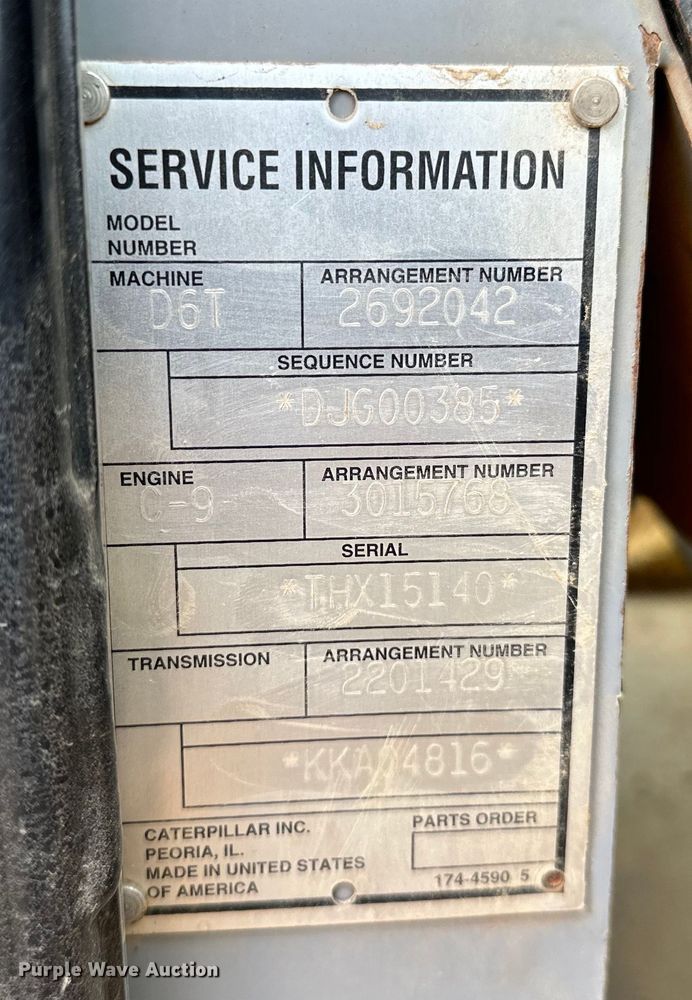 SERVICE INFORMATION
MODEL
NUMBER
MACHINE
D6T
ARRANGEMENT NUMBER
2692042
SEQUENCE NUMBER
*DJG00385*
ENGINE
C-9
ARRANGEMENT NUMBER
3015768
SERIAL
*THX15140*
TRANSMISSION
ARRANGEMENT NUMBER
2201429
*KKA04816*
CATERPILLAR INC.
PEORIA, IL.
MADE IN UNITED STATES
OF AMERICA
PARTS ORDER
174-4590 5
Purple Wave Auction